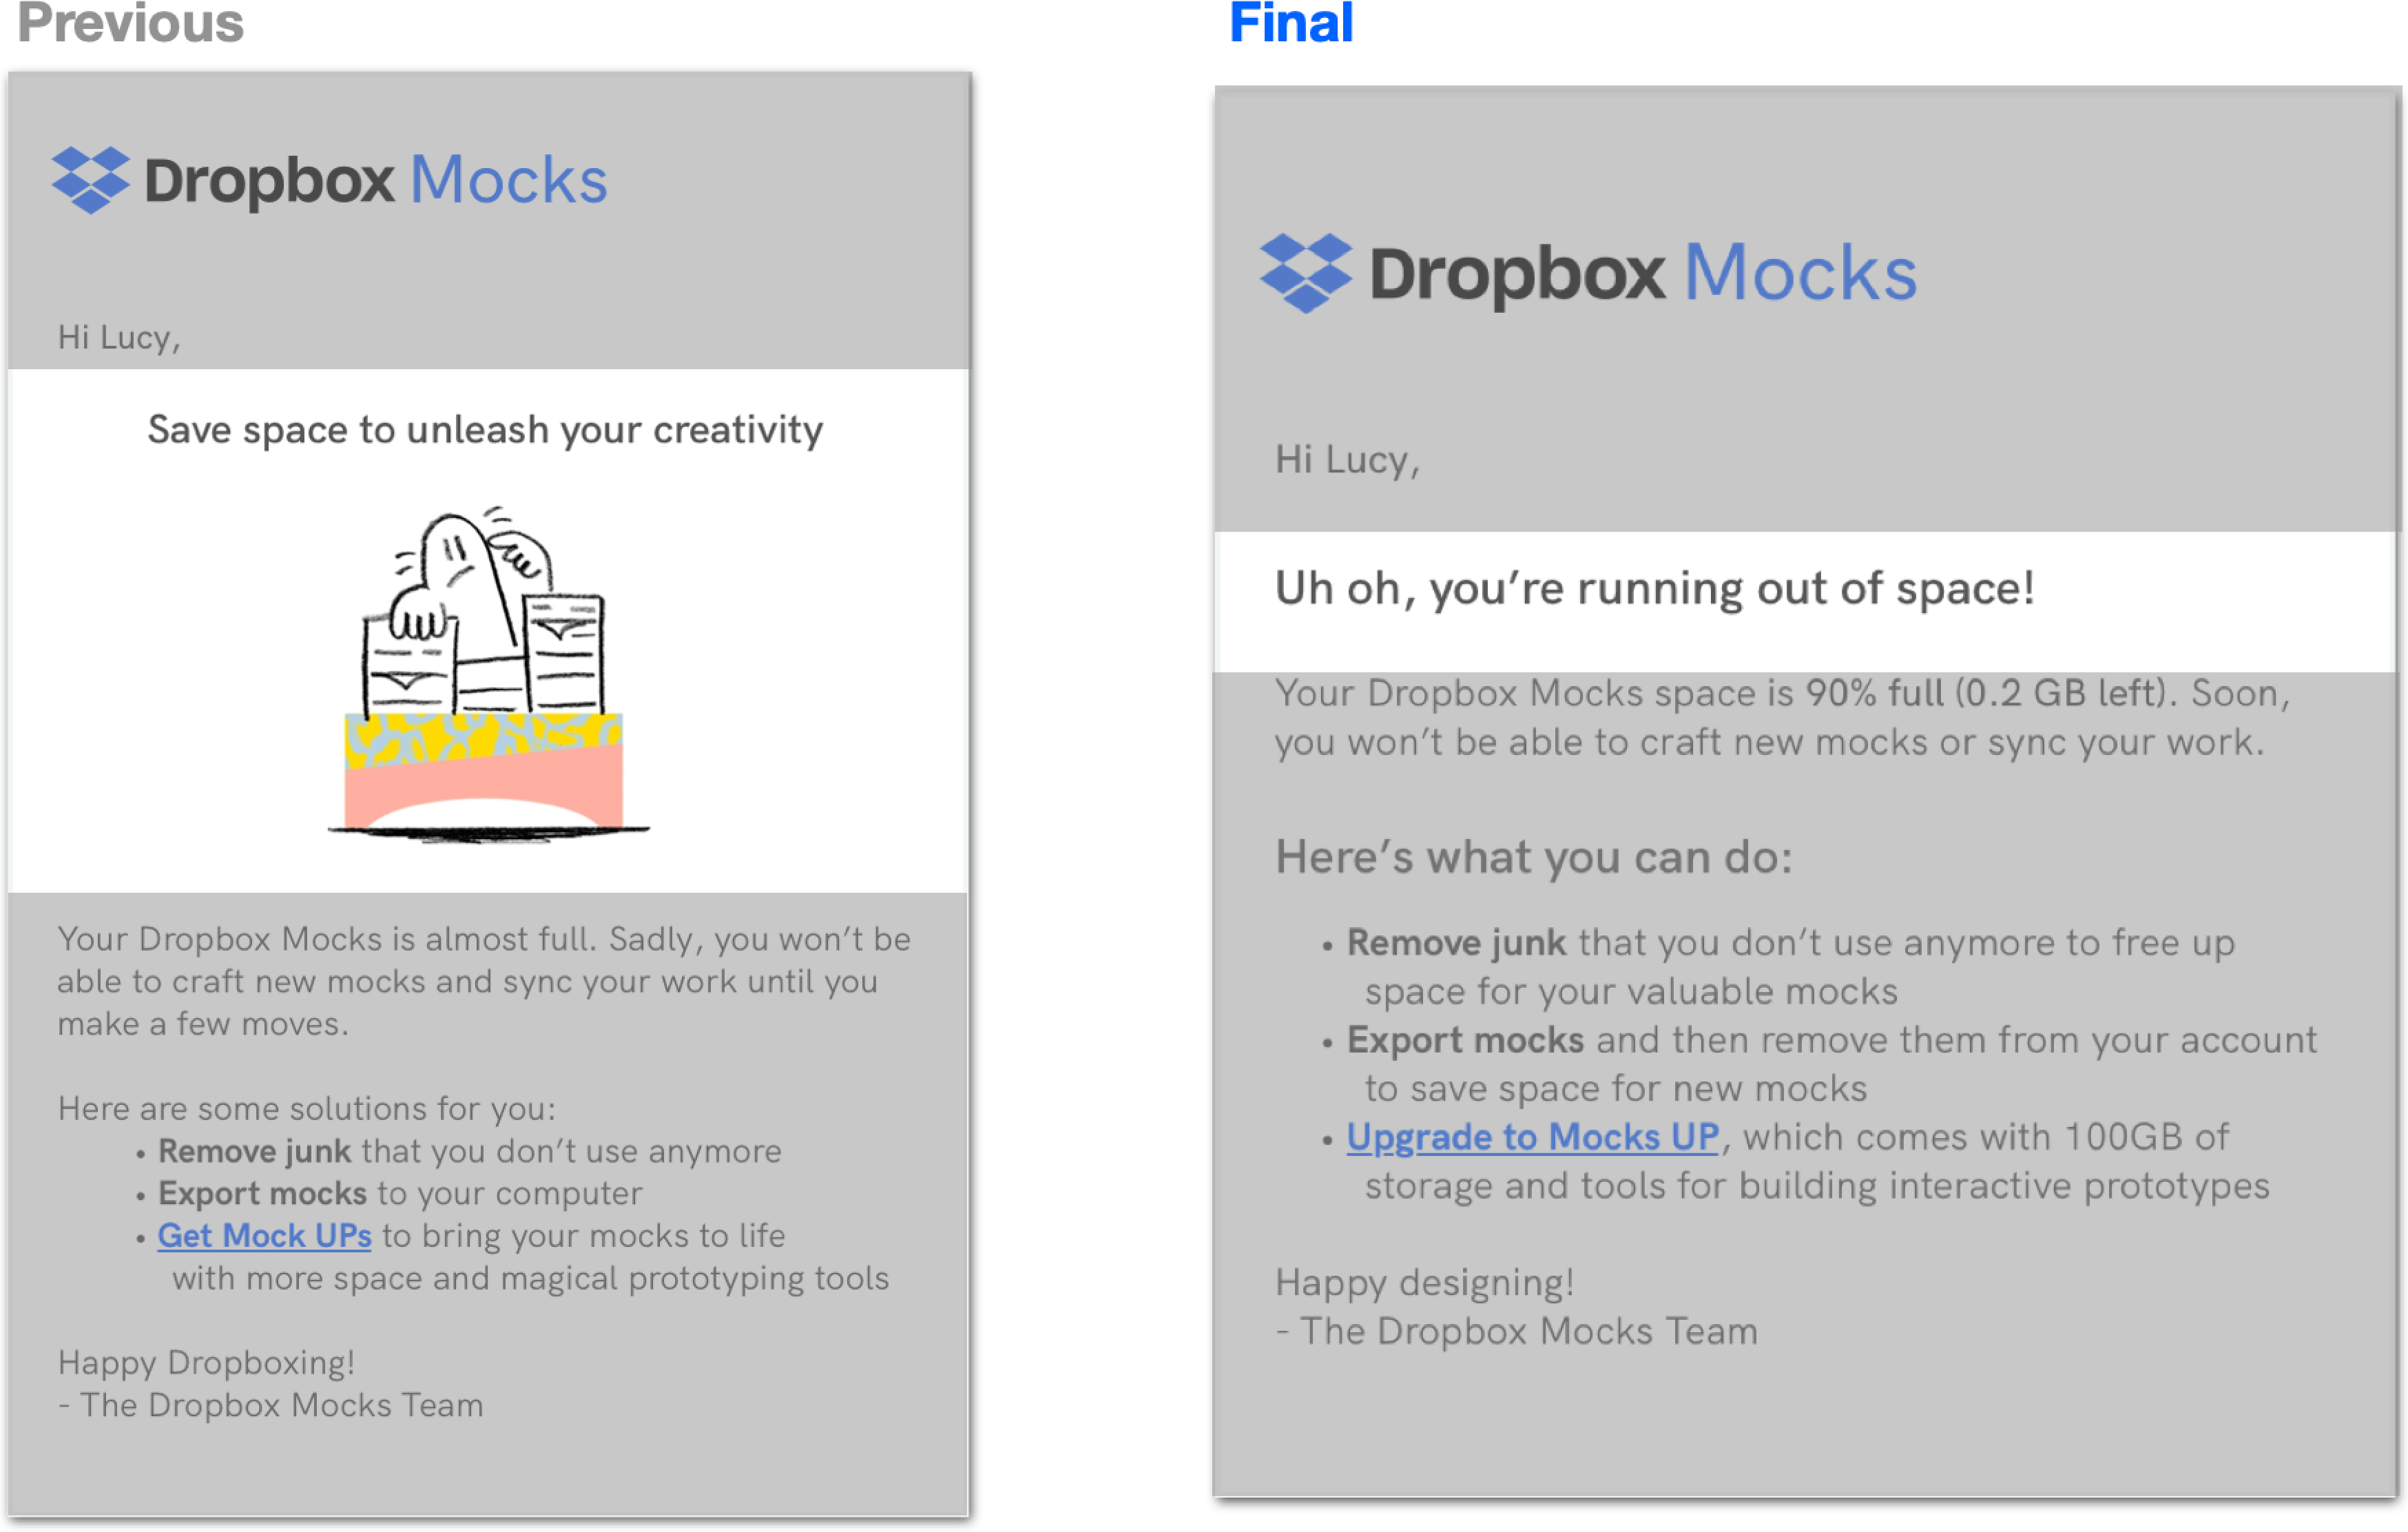 Previous
Dropbox Mocks
Hi Lucy,
Save space to unleash your creativity
Your Dropbox Mocks is almost full. Sadly, you won't be
able to craft new mocks and sync your work until you
make a few moves.
Here are some solutions for you:
• Remove junk that you don't use anymore
• Export mocks to your computer
• Get Mock UPs to bring your mocks to life
with more space and magical prototyping tools
Happy Dropboxing!
- The Dropbox Mocks Team
Final
Dropbox Mocks
Hi Lucy,
Uh oh, you're running out of space!
Your Dropbox Mocks space is 90% full (0.2 GB left). Soon,
you won't be able to craft new mocks or sync your work.
Here's what you can do:
• Remove junk that you don't use anymore to free up
space for your valuable mocks
• Export mocks and then remove them from your account
to save space for new mocks
• Upgrade to Mocks UP, which comes with 100GB of
storage and tools for building interactive prototypes
Happy designing!
- The Dropbox Mocks Team